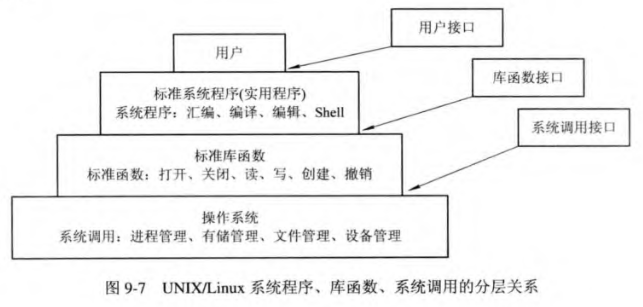 用户
用户接口
标准系统程序(实用程序)
系统程序：汇编、编译、编辑、Shell
库函数接口
标准库函数
标准函数：打开、关闭、读、写、创建、撤销
系统调用接口
操作系统
系统调用：进程管理、有储管理、文件管理、设备管理
图 9-7 UNIX/Linux 系统程序、库函数、系统调用的分层关系